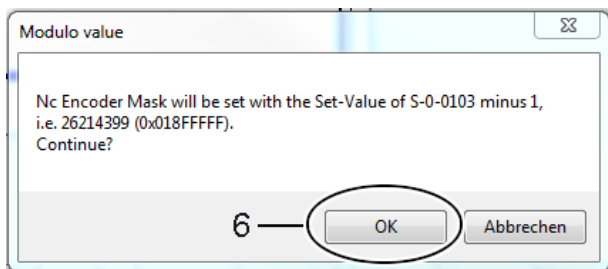 Modulo value
Nc Encoder Mask will be set with the Set-Value of S-0-0103 minus 1,
i.e. 26214399 (0x018FFFFF).
Continue?
6
OK
Abbrechen